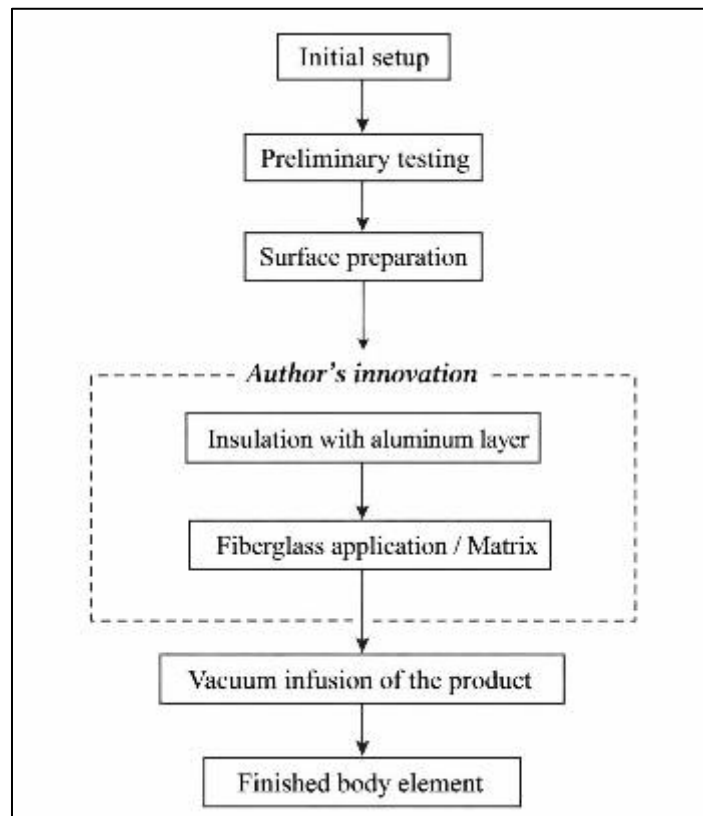 Initial setup
Preliminary testing
Surface preparation
Author's innovation
Insulation with aluminum layer
Fiberglass application / Matrix
Vacuum infusion of the product
Finished body element